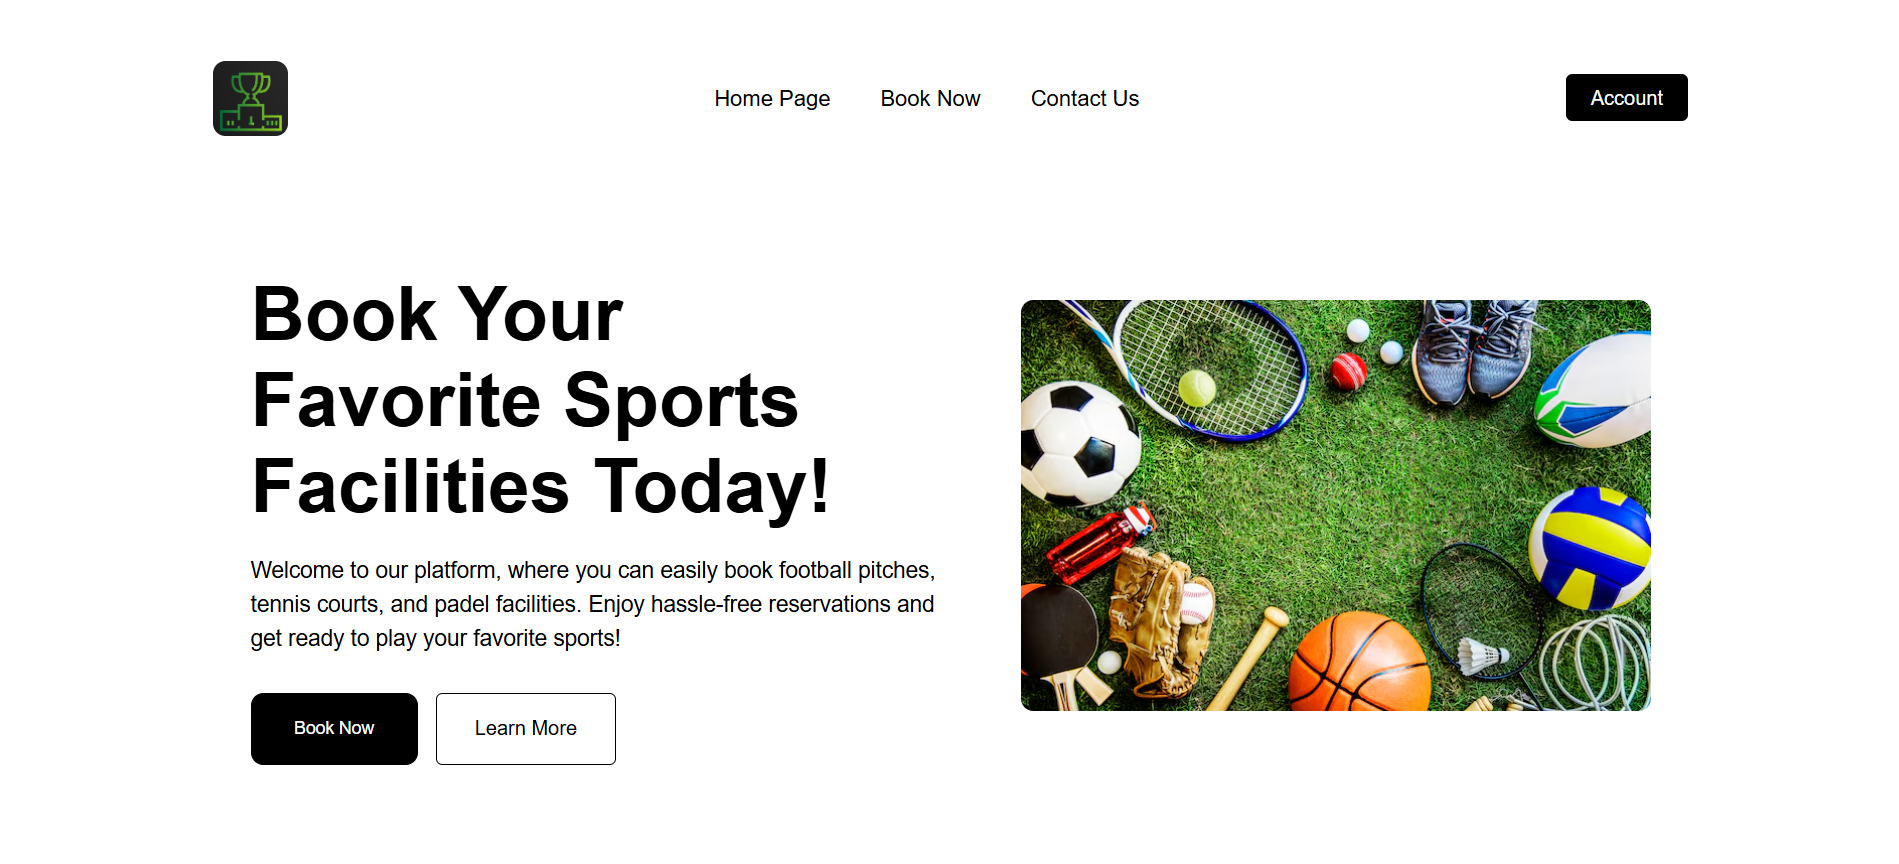 Home Page
Book Now
Contact Us
Account
Book Your
Favorite Sports
Facilities Today!
Welcome to our platform, where you can easily book football pitches,
tennis courts, and padel facilities. Enjoy hassle-free reservations and
get ready to play your favorite sports!
Book Now
Learn More